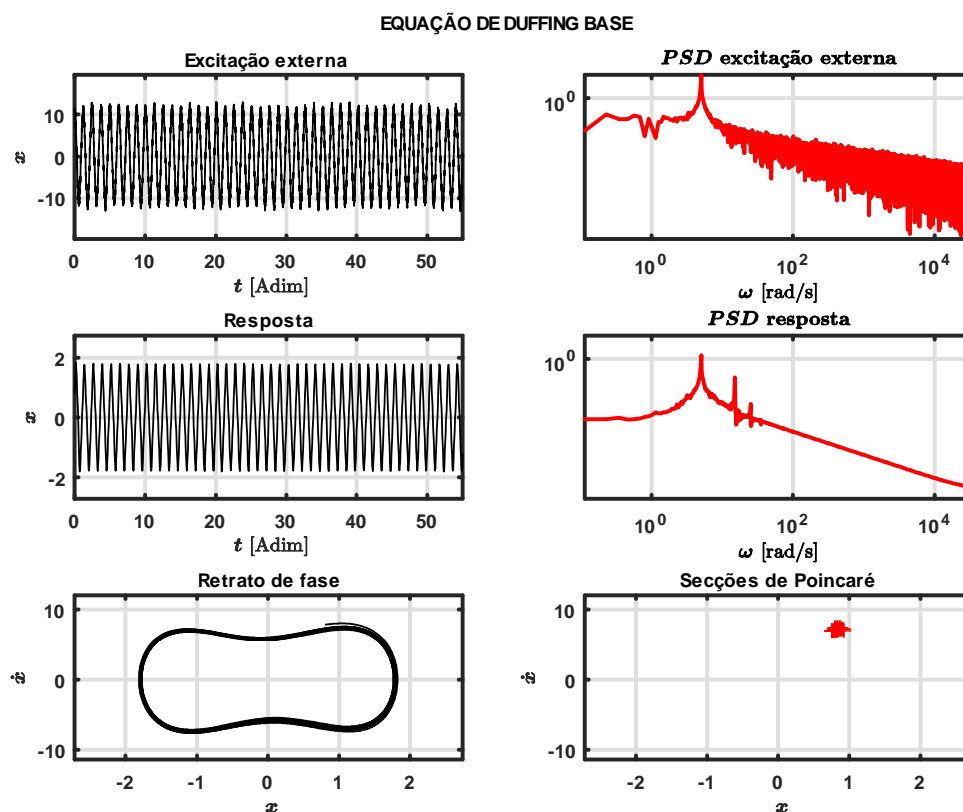 EQUAÇÃO DE DUFFING BASE
Excitação externa
10
0
-10
x
0 10 20 30 40 50
t [Adim]
PSD excitação externa
10^0
10^0 10^2 10^4
ω [rad/s]
Resposta
2
0
-2
x
0 10 20 30 40 50
t [Adim]
PSD resposta
10^0
10^0 10^2 10^4
ω [rad/s]
Retrato de fase
10
0
-10
ẋ
-2 -1 0 1 2
x
Secções de Poincaré
10
0
-10
ẋ
-2 -1 0 1 2
x